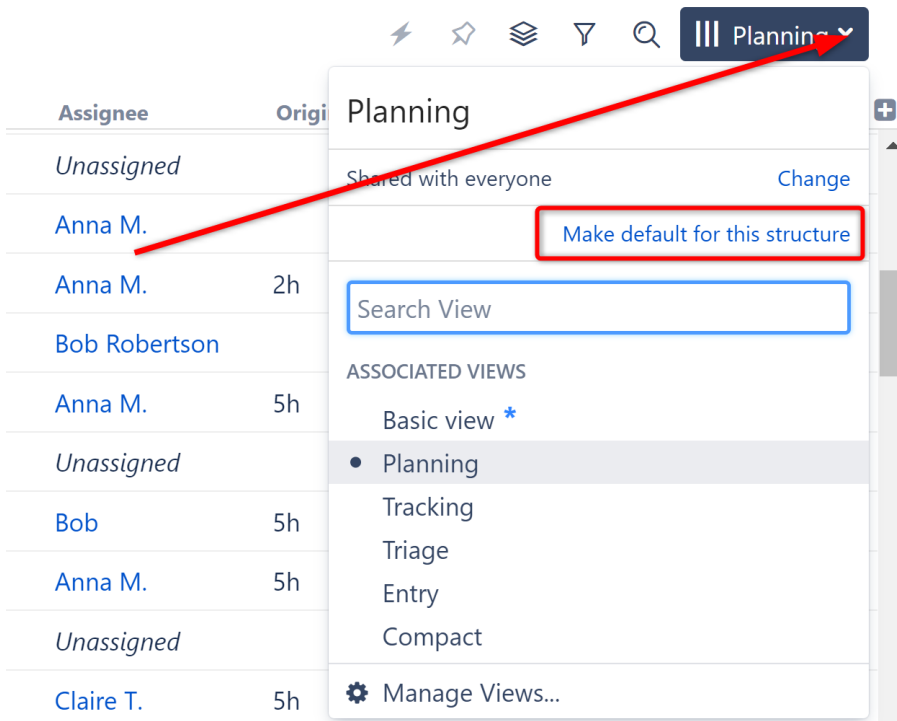 Planning
Assignee
Origi
Planning
Unassigned
Shared with everyone
Change
Anna M.
Make default for this structure
Anna M.
2h
Search View
Bob Robertson
ASSOCIATED VIEWS
Anna M.
5h
Basic view *
Unassigned
Planning
Tracking
Bob
5h
Triage
Anna M.
5h
Entry
Unassigned
Compact
Claire T.
5h
Manage Views...